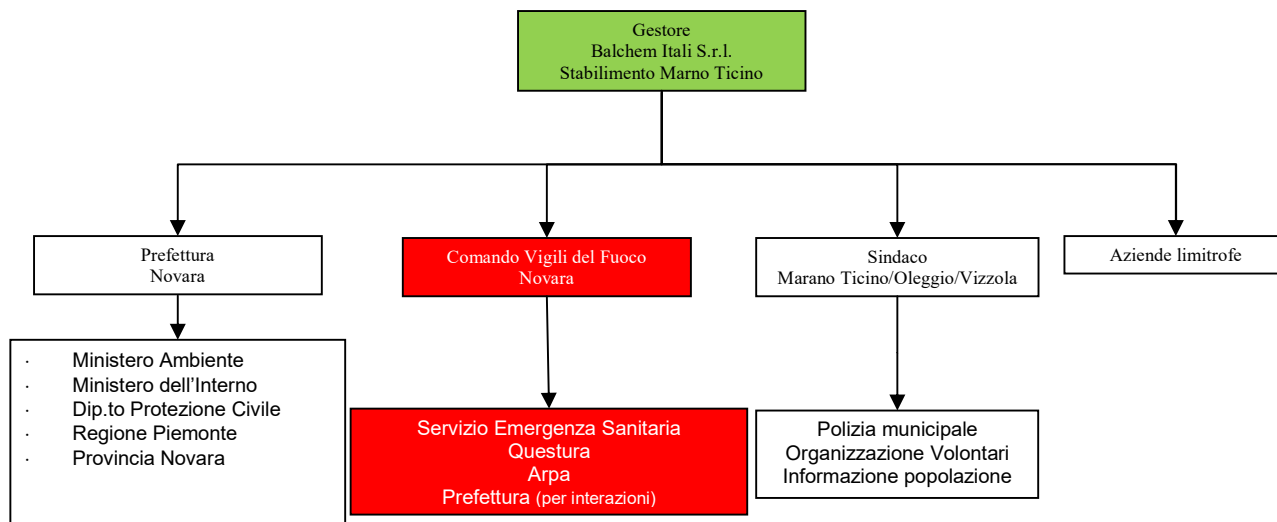 Gestore
Balchem Itali S.r.l.
Stabilimento Marno Ticino
Prefettura
Novara
Comando Vigili del Fuoco
Novara
Sindaco
Marano Ticino/Oleggio/Vizzola
Aziende limitrofe
· Ministero Ambiente
· Ministero dell'Interno
· Dip.to Protezione Civile
· Regione Piemonte
· Provincia Novara
Servizio Emergenza Sanitaria
Questura
Arpa
Prefettura (per interazioni)
Polizia municipale
Organizzazione Volontari
Informazione popolazione